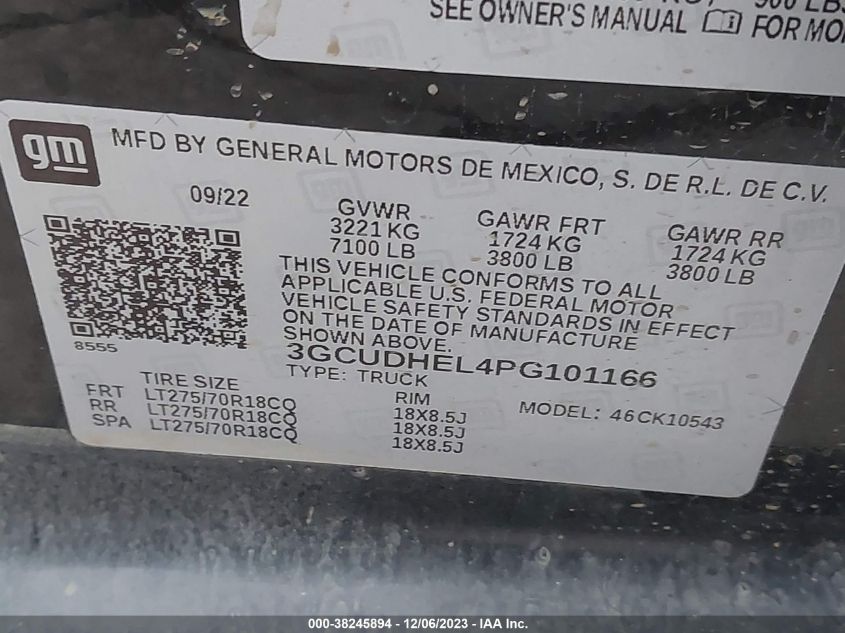 900 LBS
SEE OWNER'S MANUAL FOR MO
gm
MFD BY GENERAL MOTORS DE MEXICO, S. DE R.L. DE C.V.
09/22
GVWR GAWR FRT GAWR RR
3221 KG 1724 KG 1724 KG
7100 LB 3800 LB 3800 LB
THIS VEHICLE CONFORMS TO ALL
APPLICABLE U.S. FEDERAL MOTOR
VEHICLE SAFETY STANDARDS IN EFFECT
ON THE DATE OF MANUFACTURE
SHOWN ABOVE.
8555
3GCUDHEL4PG101166
TYPE: TRUCK
TIRE SIZE RIM MODEL: 46CK10543
FRT LT275/70R18CQ 18X8.5J
RR LT275/70R18CQ 18X8.5J
SPA LT275/70R18CQ 18X8.5J
000-38245894 - 12/06/2023 - IAA Inc.